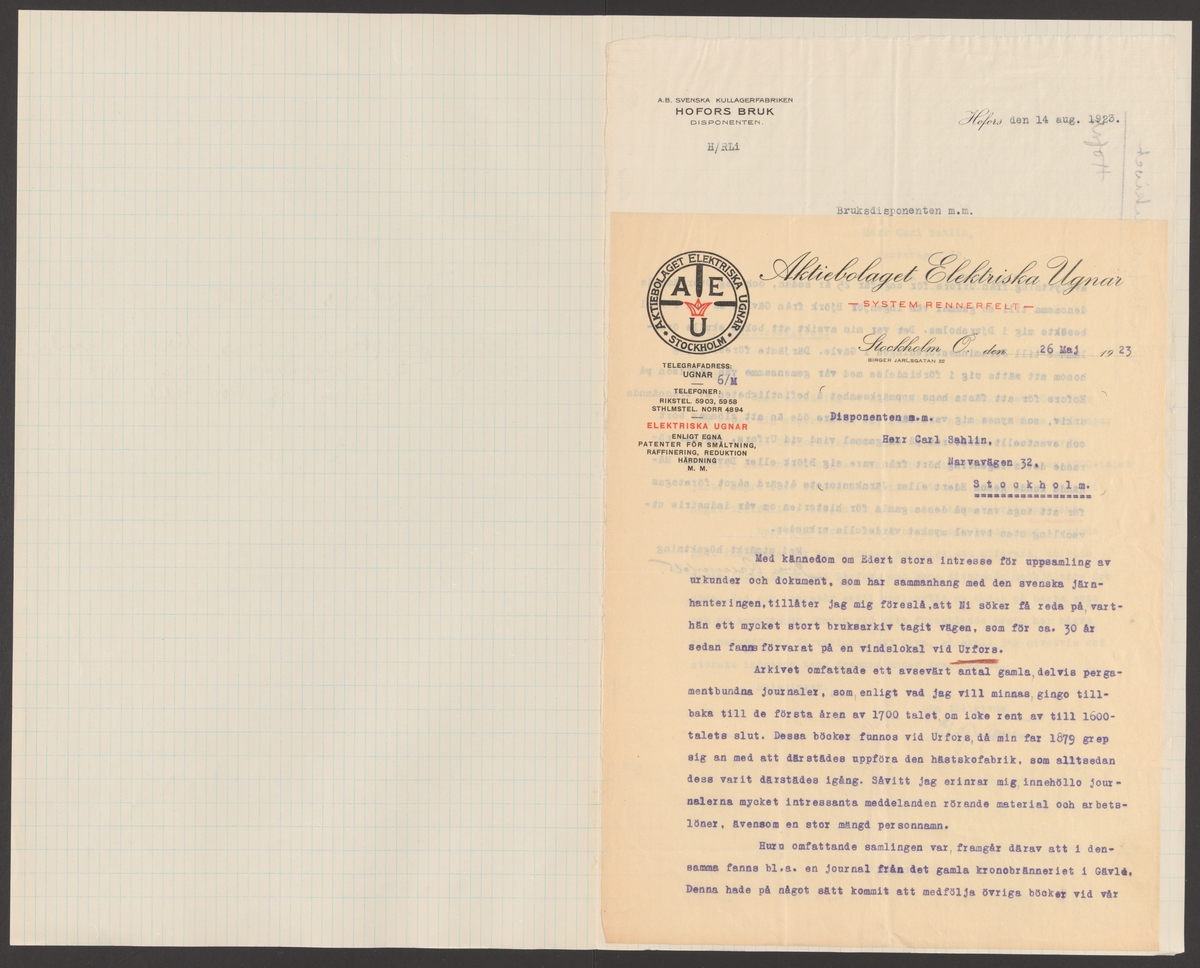 A.B. SVENSKA KULLAGERFABRIKEN
HOFORS BRUK
DISPONENTEN.
H/RLi
Hofors den 14 aug. 1923.
Bruksdisponenten m.m.
AKTIEBOLAGET ELEKTRISKA UGNAR
STOCKHOLM
A E U
Aktiebolaget Elektriska Ugnar
SYSTEM RENNERFELT
Stockholm Ö. den 26 Maj 1923
BIRGER JARLSGATAN
TELEGRAFADRESS:
UGNAR
6/M
TELEFONER:
RIKSTEL. 5903, 5958
STHLMSTEL. NORR 4894
ELEKTRISKA UGNAR
ENLIGT EGNA
PATENTER FÖR SMÄLTNING,
RAFFINERING, REDUKTION
HÄRDNING
M. M.
Disponenten m.m.
Herr Carl Sahlin,
Narvavägen 32.
Stockholm.
Med kännedom om Edert stora intresse för uppsamling av
urkunder och dokument, som har sammanhang med den svenska järn-
hanteringen, tillåter jag mig föreslå, att Ni söker få reda på, vart-
hän ett mycket stort bruksarkiv tagit vägen, som för ca. 30 år
sedan fanns förvarat på en vindslokal vid Urfors.
Arkivet omfattade ett avsevärt antal gamla, delvis perga-
mentbundna journaler, som, enligt vad jag vill minnas, gingo till-
baka till de första åren av 1700 talet, om icke rent av till 1600-
talets slut. Dessa böcker funnos vid Urfors, då min far 1879 grep
sig an med att därstädes uppföra den hästskofabrik, som alltsedan
dess varit därstädes igång. Såvitt jag erinrar mig, innehöllo jour-
nalerna mycket intressanta meddelanden rörande material och arbets-
löner, ävensom en stor mängd personnamn.
Huru omfattande samlingen var, framgår därav att i den-
samma fanns bl.a. en journal från det gamla kronobränneriet i Gävle.
Denna hade på något sätt kommit att medfölja övriga böcker vid vår